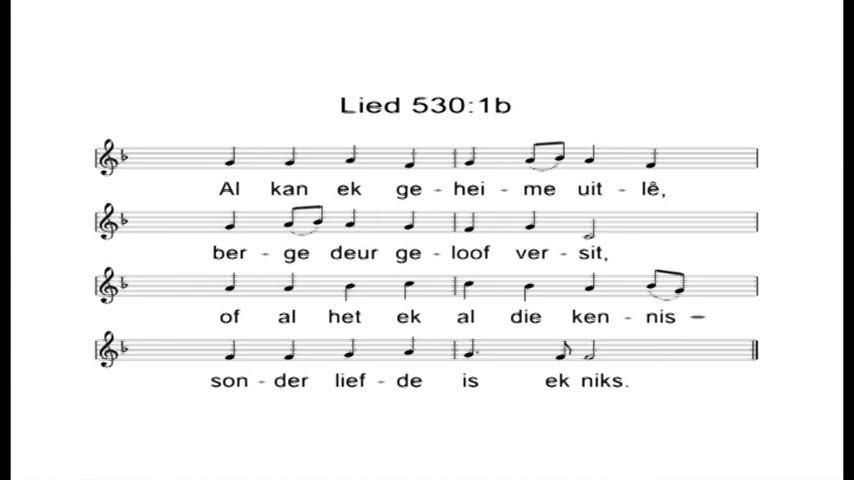 Lied 530:1b
Al kan ek ge - hei - me uit - lê,
ber - ge deur ge - loof ver - sit,
of al het ek al die ken - nis –
son - der lief - de is ek niks.